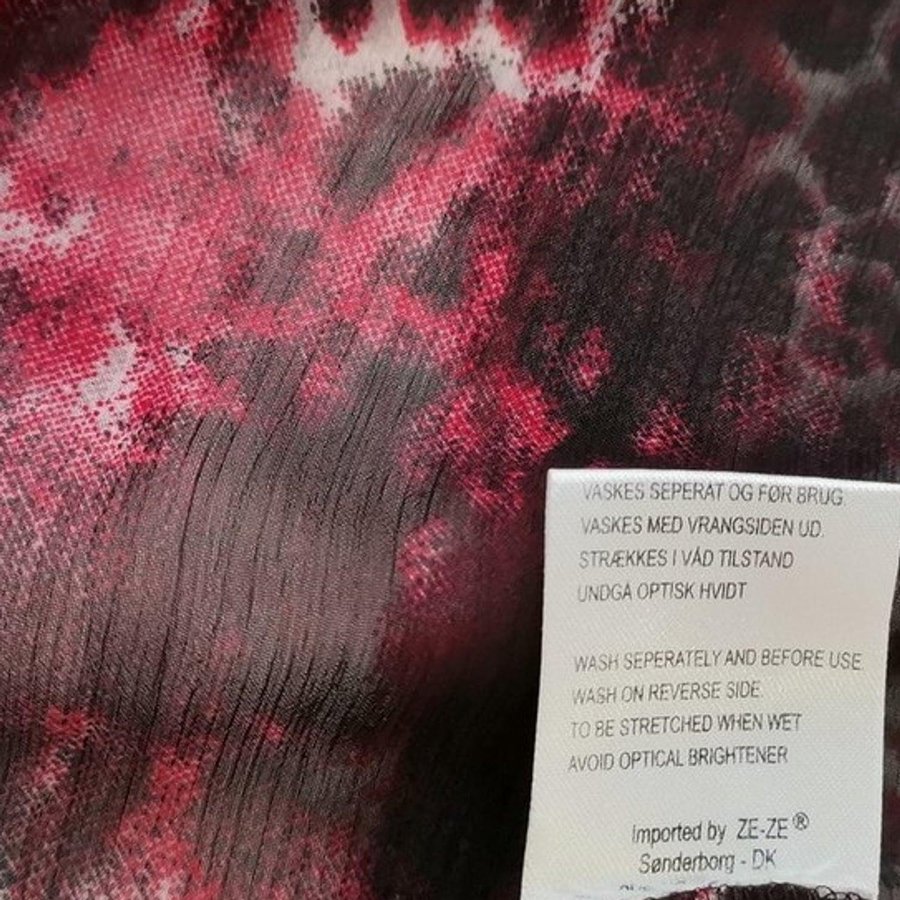 VASKES SEPERAT OG FØR BRUG.
VASKES MED VRANGSIDEN UD.
STRÆKKES I VÅD TILSTAND
UNDGÅ OPTISK HVIDT
WASH SEPERATELY AND BEFORE USE
WASH ON REVERSE SIDE.
TO BE STRETCHED WHEN WET
AVOID OPTICAL BRIGHTENER
Imported by ZE-ZE®
Sønderborg - DK